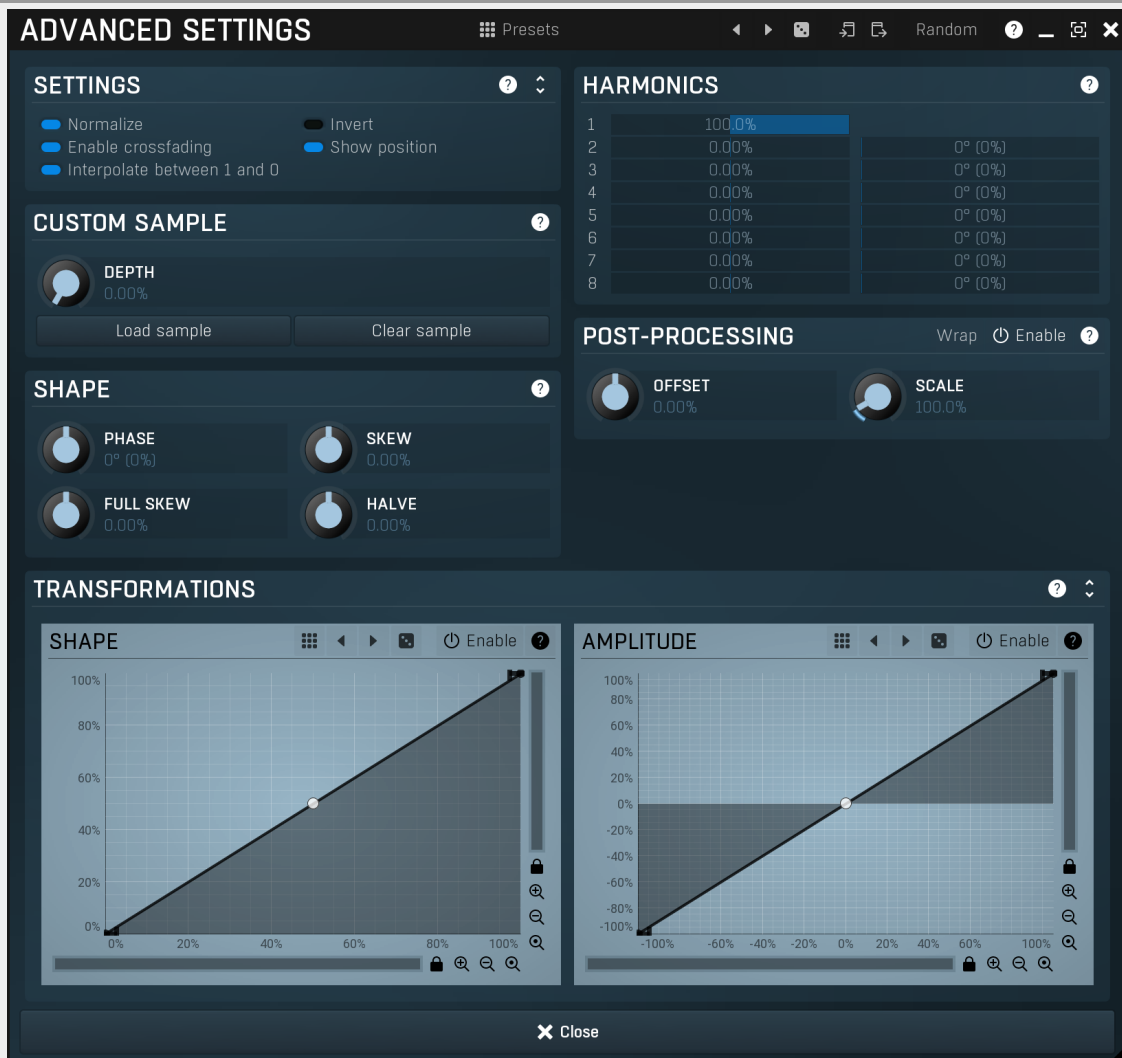 ADVANCED SETTINGS Presets Random ?
SETTINGS ?
Normalize Invert
Enable crossfading Show position
Interpolate between 1 and 0
CUSTOM SAMPLE ?
DEPTH
0.00%
Load sample Clear sample
SHAPE ?
PHASE SKEW
0° (0%) 0.00%
FULL SKEW HALVE
0.00% 0.00%
HARMONICS ?
1 100.0%
2 0.00% 0° (0%)
3 0.00% 0° (0%)
4 0.00% 0° (0%)
5 0.00% 0° (0%)
6 0.00% 0° (0%)
7 0.00% 0° (0%)
8 0.00% 0° (0%)
POST-PROCESSING Wrap Enable ?
OFFSET SCALE
0.00% 100.0%
TRANSFORMATIONS ?
SHAPE Enable ?
100%
80%
60%
40%
20%
0%
0% 20% 40% 60% 80% 100%
AMPLITUDE Enable ?
100%
80%
60%
40%
20%
0%
-20%
-40%
-60%
-80%
-100%
-100% -60% -40% -20% 0% 20% 40% 60% 100%
Close